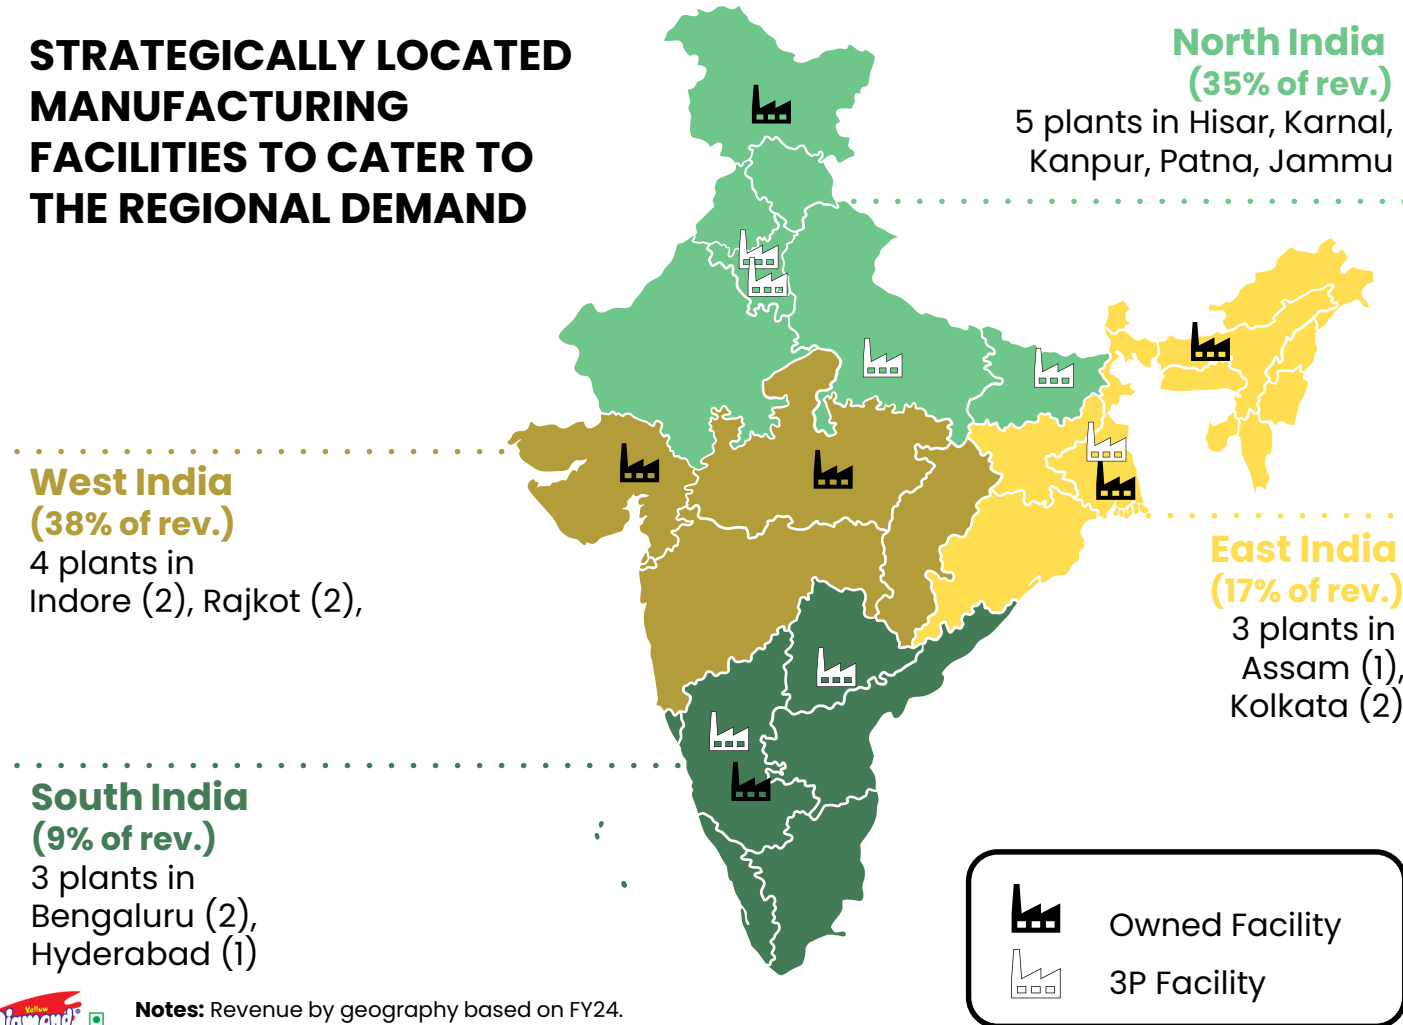 STRATEGICALLY LOCATED
MANUFACTURING
FACILITIES TO CATER TO
THE REGIONAL DEMAND
North India
(35% of rev.)
5 plants in Hisar, Karnal,
Kanpur, Patna, Jammu
West India
(38% of rev.)
4 plants in
Indore (2), Rajkot (2),
East India
(17% of rev.)
3 plants in
Assam (1),
Kolkata (2)
South India
(9% of rev.)
3 plants in
Bengaluru (2),
Hyderabad (1)
Owned Facility
3P Facility
Yellow
Diamond
Notes: Revenue by geography based on FY24.